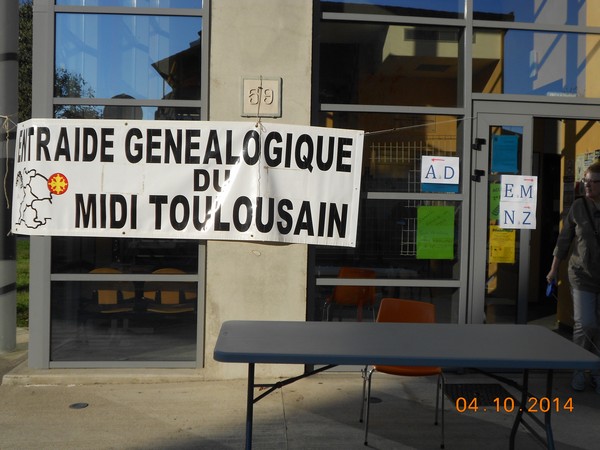 ENTRAIDE GENEALOGIQUE
DU
MIDI TOULOUSAIN
A.D
E.M
N.Z
04.10.2014